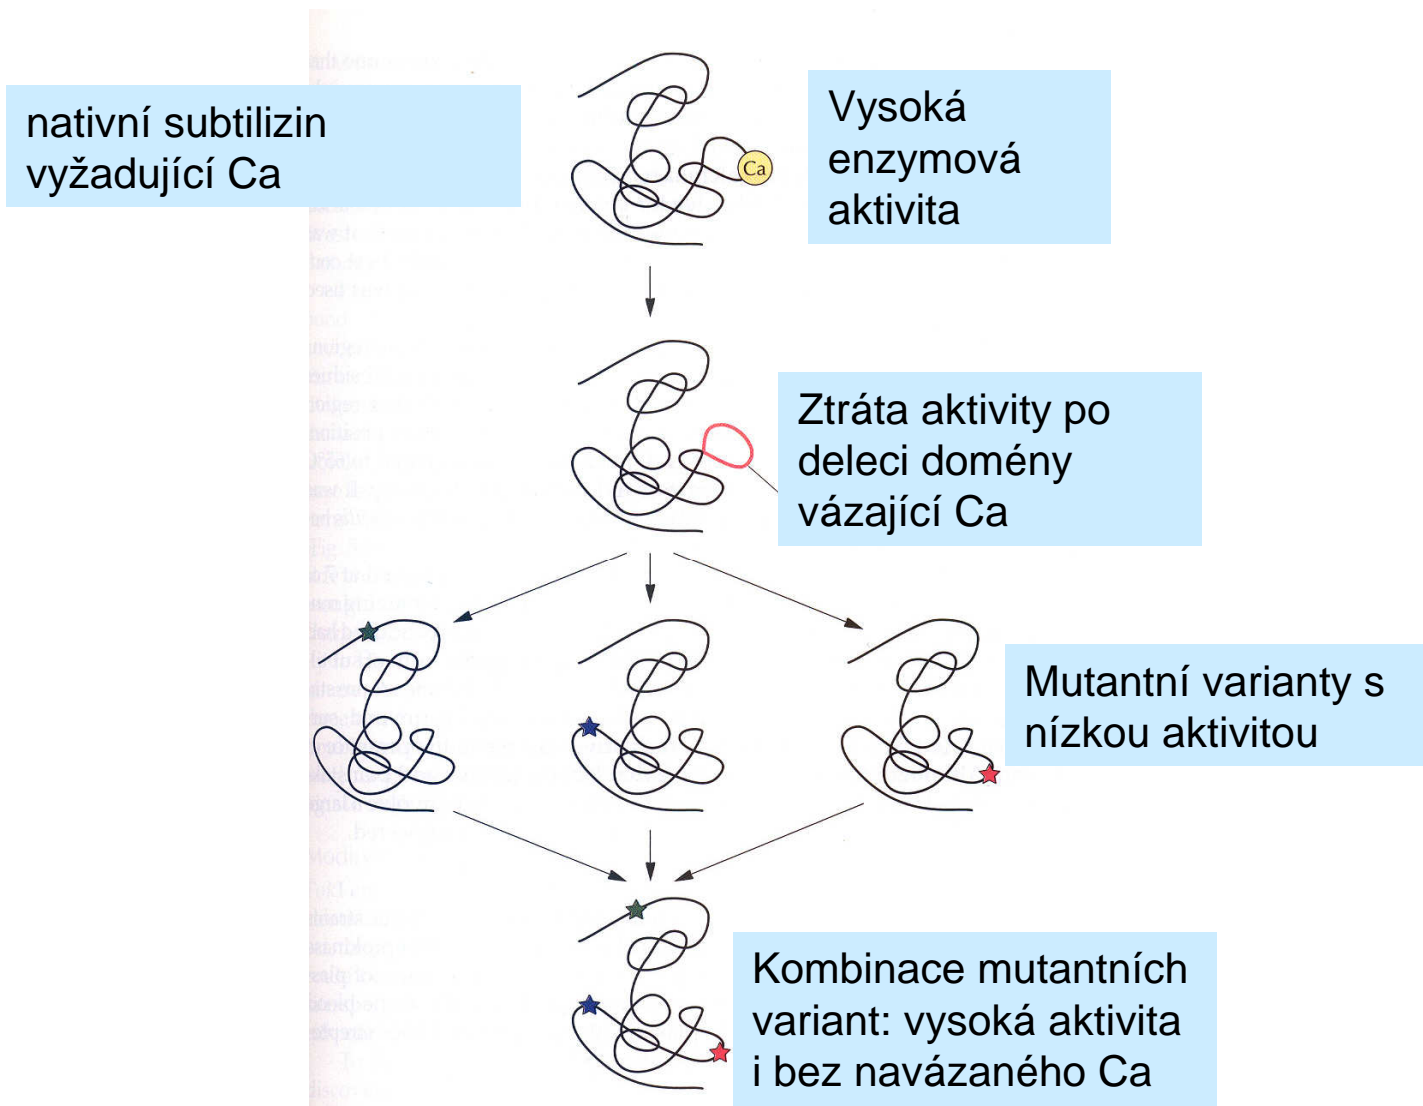 nativní subtilizin
vyžadující Ca
Vysoká
enzymová
aktivita
Ca
Ztráta aktivity po
deleci domény
vázající Ca
Mutantní varianty s
nízkou aktivitou
Kombinace mutantních
variant: vysoká aktivita
i bez navázaného Ca